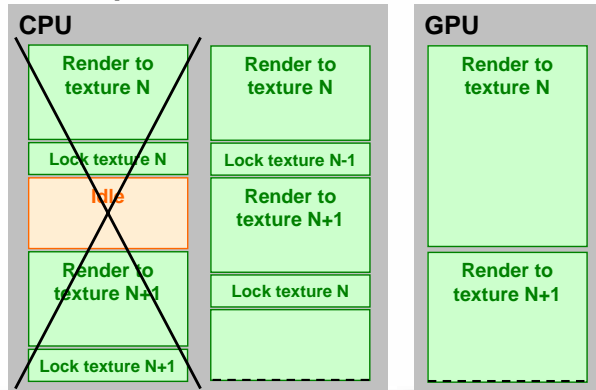 CPU
Render to
texture N
Lock texture N
Idle
Render to
texture N+1
Lock texture N+1
Render to
texture N
Lock texture N-1
Render to
texture N+1
Lock texture N
GPU
Render to
texture N
Render to
texture N+1